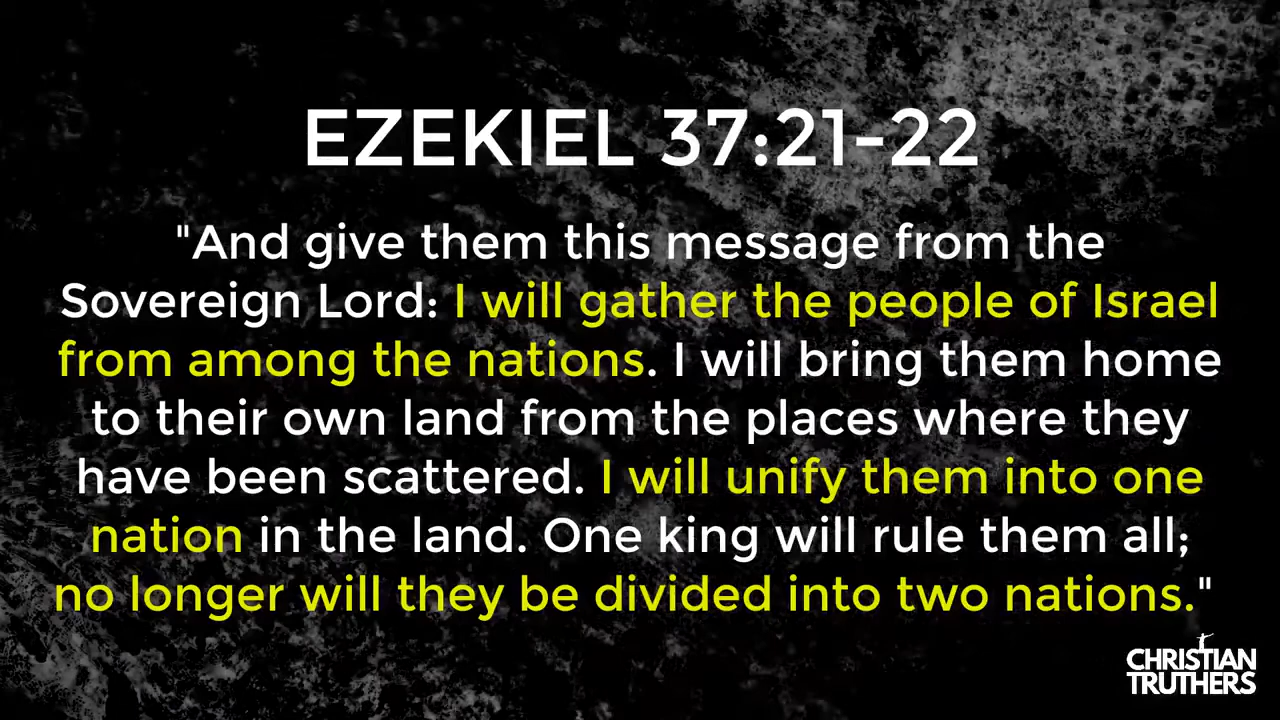 EZEKIEL 37:21-22
"And give them this message from the
Sovereign Lord: I will gather the people of Israel
from among the nations. I will bring them home
to their own land from the places where they
have been scattered. I will unify them into one
nation in the land. One king will rule them all;
no longer will they be divided into two nations."
CHRISTIAN
TRUTHERS